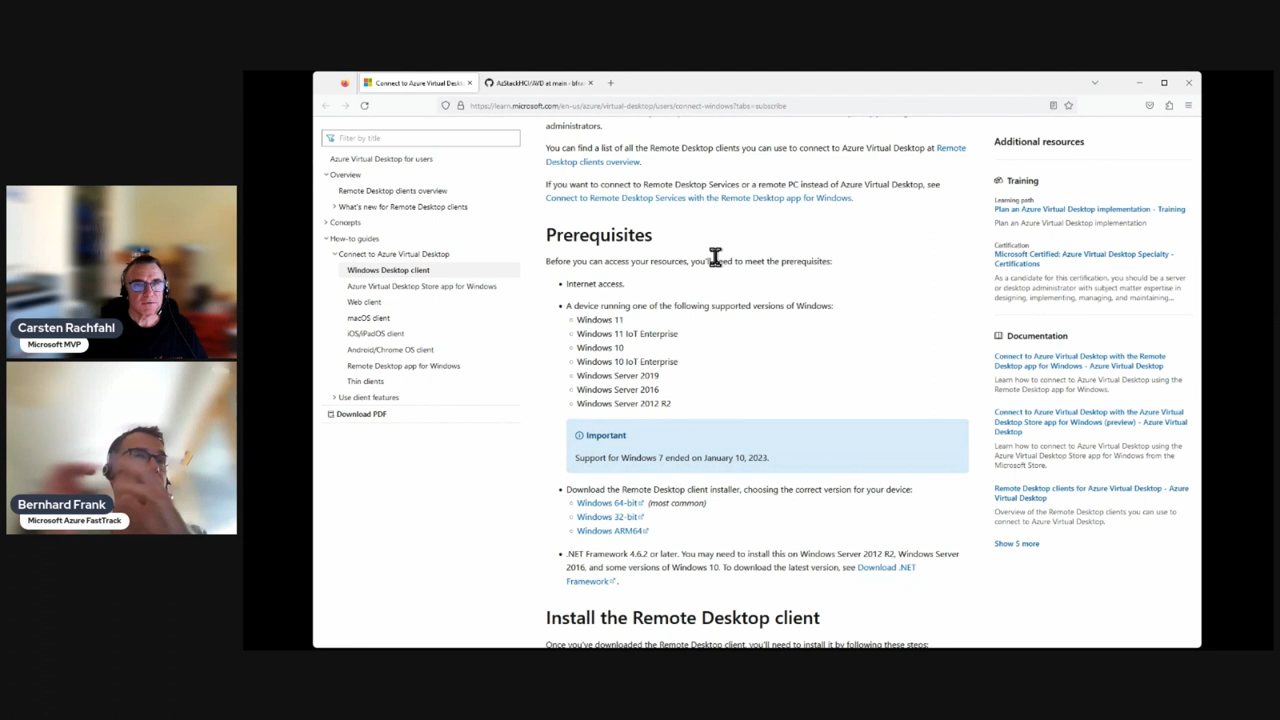 Connect to Azure Virtual Deskt
AzStackHCI/AVD at main · bfra
https://learn.microsoft.com/en-us/azure/virtual-desktop/users/connect-windows?tabs=subscribe
Filter by title
Azure Virtual Desktop for users
Overview
Remote Desktop clients overview
What's new for Remote Desktop clients
Concepts
How-to guides
Connect to Azure Virtual Desktop
Windows Desktop client
Azure Virtual Desktop Store app for Windows
Web client
macOS client
iOS/iPadOS client
Android/Chrome OS client
Remote Desktop app for Windows
Thin clients
Use client features
Download PDF
administrators.
You can find a list of all the Remote Desktop clients you can use to connect to Azure Virtual Desktop at Remote
Desktop clients overview.
If you want to connect to Remote Desktop Services or a remote PC instead of Azure Virtual Desktop, see
Connect to Remote Desktop Services with the Remote Desktop app for Windows.
Prerequisites
Before you can access your resources, you'll need to meet the prerequisites:
• Internet access.
• A device running one of the following supported versions of Windows:
Windows 11
Windows 11 IoT Enterprise
Windows 10
Windows 10 IoT Enterprise
Windows Server 2019
Windows Server 2016
Windows Server 2012 R2
Important
Support for Windows 7 ended on January 10, 2023.
• Download the Remote Desktop client installer, choosing the correct version for your device:
Windows 64-bit (most common)
Windows 32-bit
Windows ARM64
• .NET Framework 4.6.2 or later. You may need to install this on Windows Server 2012 R2, Windows Server
2016, and some versions of Windows 10. To download the latest version, see Download .NET
Framework.
Install the Remote Desktop client
Once you've downloaded the Remote Desktop client, you'll need to install it by following these steps:
Additional resources
Training
Learning path
Plan an Azure Virtual Desktop implementation - Training
Plan an Azure Virtual Desktop implementation
Certification
Microsoft Certified: Azure Virtual Desktop Specialty -
Certifications
As a candidate for this certification, you should be a server
or desktop administrator with subject matter expertise in
designing, implementing, managing, and maintaining...
Documentation
Connect to Azure Virtual Desktop with the Remote
Desktop app for Windows - Azure Virtual Desktop
Learn how to connect to Azure Virtual Desktop using the
Remote Desktop app for Windows.
Connect to Azure Virtual Desktop with the Azure
Virtual Desktop Store app for Windows (preview) - Azure
Virtual Desktop
Learn how to connect to Azure Virtual Desktop using the
Azure Virtual Desktop Store app for Windows from the
Microsoft Store.
Remote Desktop clients for Azure Virtual Desktop - Azure
Virtual Desktop
Overview of the Remote Desktop clients you can use to
connect to Azure Virtual Desktop.
Show 5 more
Carsten Rachfahl
Microsoft MVP
Bernhard Frank
Microsoft Azure FastTrack